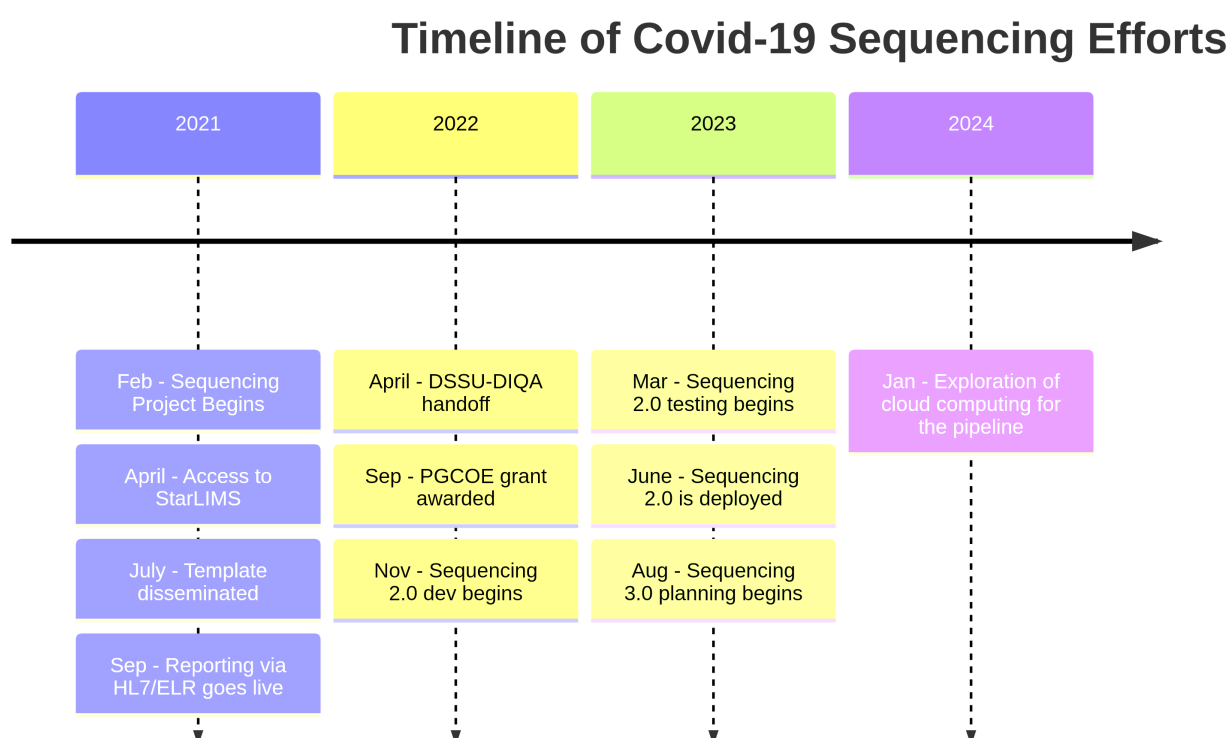 Timeline of Covid-19 Sequencing Efforts
2021
2022
2023
2024
Feb - Sequencing
Project Begins
April - Access to
StarLIMS
July - Template
disseminated
Sep - Reporting via
HL7/ELR goes live
April - DSSU-DIQA
handoff
Sep - PGCOE grant
awarded
Nov - Sequencing
2.0 dev begins
Mar - Sequencing
2.0 testing begins
June - Sequencing
2.0 is deployed
Aug - Sequencing
3.0 planning begins
Jan - Exploration of
cloud computing for
the pipeline